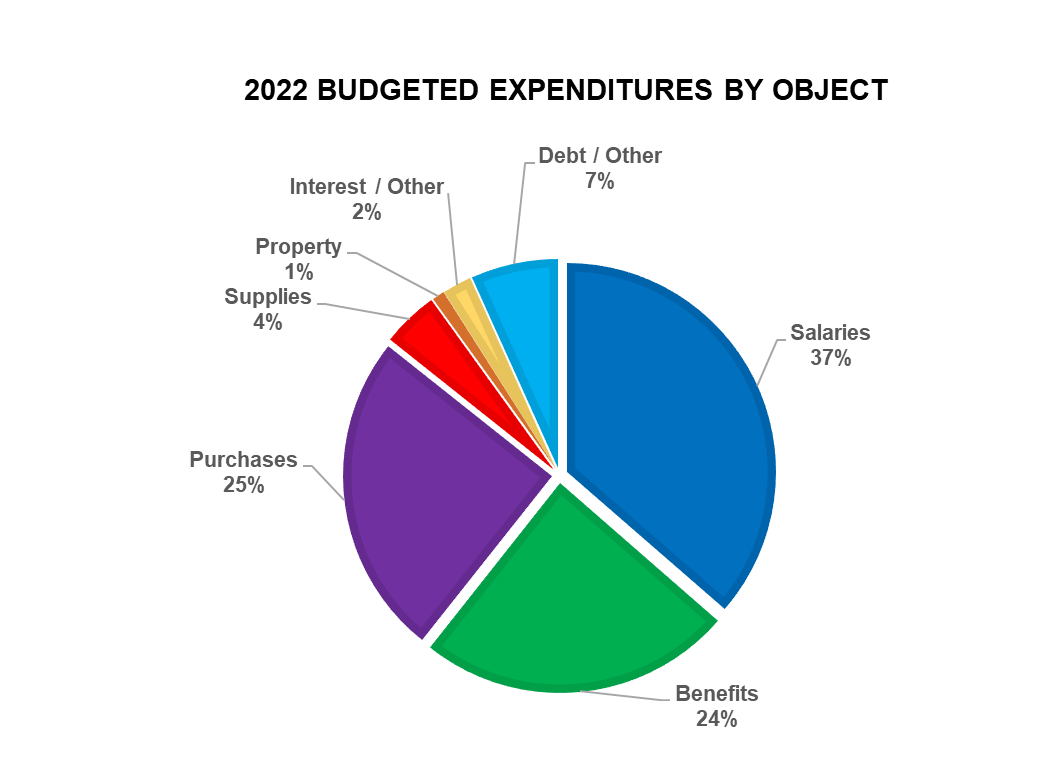 2022 BUDGETED EXPENDITURES BY OBJECT
Debt / Other
7%
Interest / Other
2%
Property
1%
Supplies
4%
Salaries
37%
Purchases
25%
Benefits
24%